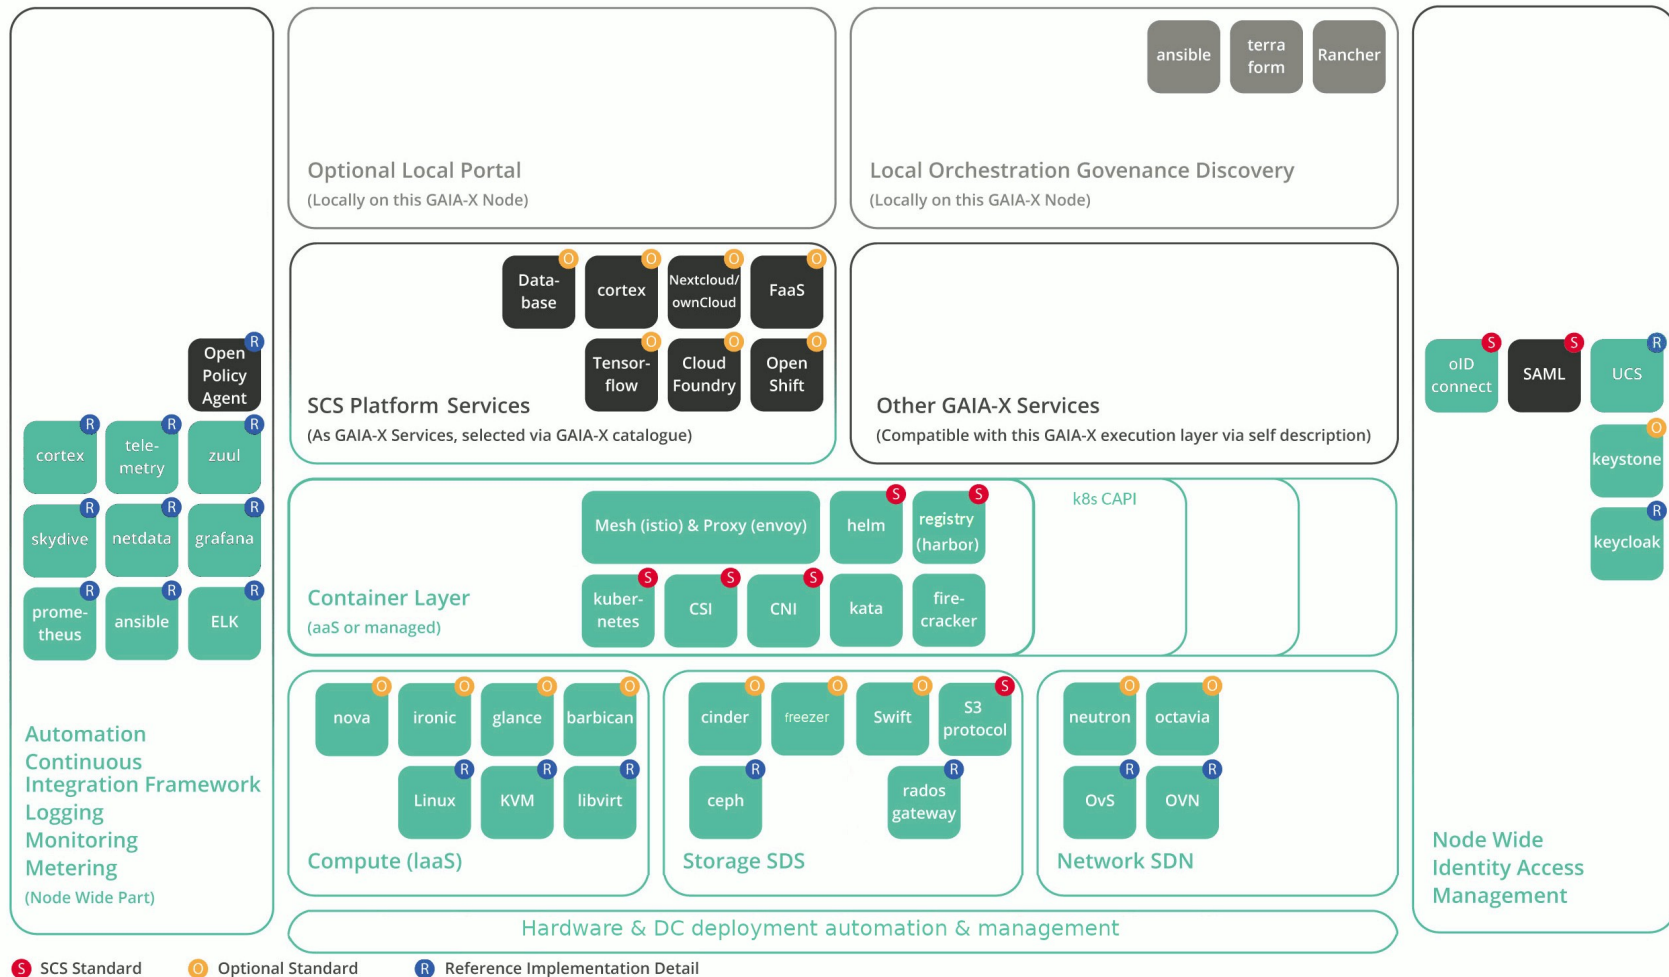 ansible
terra
form
Rancher
Optional Local Portal
(Locally on this GAIA-X Node)
Local Orchestration Govenance Discovery
(Locally on this GAIA-X Node)
O
Data-
base
O
cortex
O
Nextcloud/
ownCloud
O
FaaS
O
Tensor-
flow
O
Cloud
Foundry
O
Open
Shift
SCS Platform Services
(As GAIA-X Services, selected via GAIA-X catalogue)
Other GAIA-X Services
(Compatible with this GAIA-X execution layer via self description)
R
Open
Policy
Agent
R
cortex
R
tele-
metry
R
zuul
R
skydive
R
netdata
R
grafana
R
prome-
theus
R
ansible
R
ELK
Automation
Continuous
Integration Framework
Logging
Monitoring
Metering
(Node Wide Part)
Mesh (istio) & Proxy (envoy)
S
helm
S
registry
(harbor)
k8s CAPI
S
kuber-
netes
S
CSI
S
CNI
kata
fire-
cracker
Container Layer
(aaS or managed)
O
nova
O
ironic
O
glance
O
barbican
R
Linux
R
KVM
R
libvirt
Compute (IaaS)
O
cinder
O
freezer
O
Swift
S
S3
protocol
R
ceph
R
rados
gateway
Storage SDS
O
neutron
O
octavia
R
OvS
R
OVN
Network SDN
S
oID
connect
S
SAML
R
UCS
O
keystone
R
keycloak
Node Wide
Identity Access
Management
Hardware & DC deployment automation & management
S SCS Standard
O Optional Standard
R Reference Implementation Detail